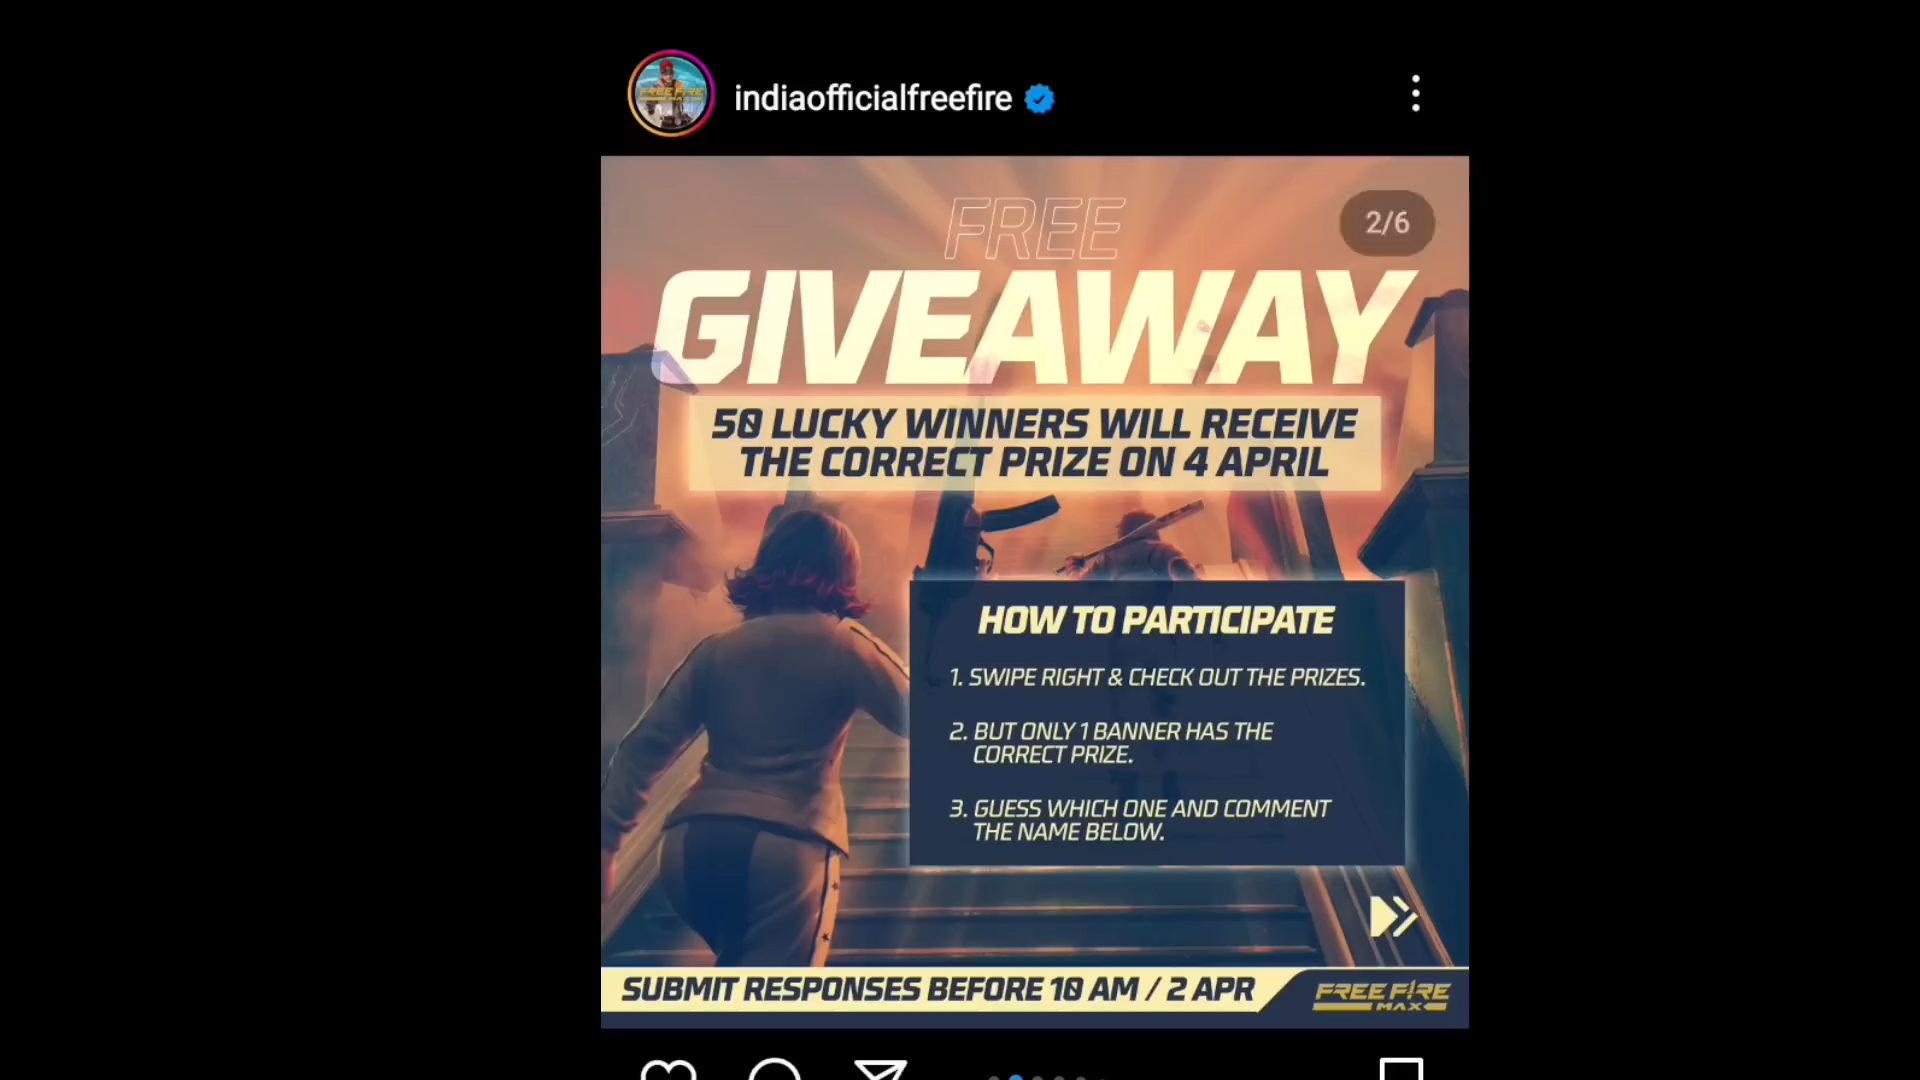 indiaofficialfreefire
FREE
2/6
GIVEAWAY
50 LUCKY WINNERS WILL RECEIVE
THE CORRECT PRIZE ON 4 APRIL
HOW TO PARTICIPATE
1. SWIPE RIGHT & CHECK OUT THE PRIZES.
2. BUT ONLY 1 BANNER HAS THE
CORRECT PRIZE.
3. GUESS WHICH ONE AND COMMENT
THE NAME BELOW.
SUBMIT RESPONSES BEFORE 10 AM / 2 APR
FREE FIRE
MAX